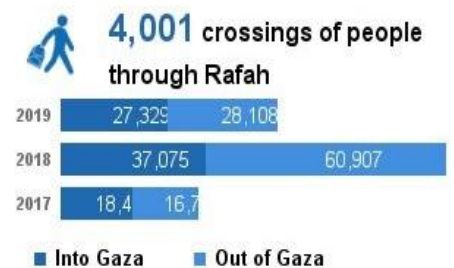 4,001 crossings of people
through Rafah
2019 27,329 28,108
2018 37,075 60,907
2017 18,4 16,7
Into Gaza Out of Gaza